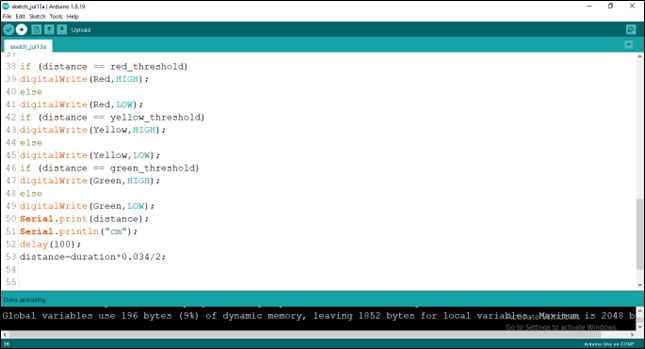 sketch_jul13a | Arduino 1.8.19
File Edit Sketch Tools Help
Upload
sketch_jul13a
37
38 if (distance == red_threshold)
39 digitalWrite(Red,HIGH);
40 else
41 digitalWrite(Red,LOW);
42 if (distance == yellow_threshold)
43 digitalWrite(Yellow,HIGH);
44 else
45 digitalWrite(Yellow,LOW);
46 if (distance == green_threshold)
47 digitalWrite(Green,HIGH);
48 else
49 digitalWrite(Green,LOW);
50 Serial.print(distance);
51 Serial.println("cm");
52 delay(100);
53 distance=duration*0.034/2;
54
55
Done uploading.
Global variables use 196 bytes (9%) of dynamic memory, leaving 1852 bytes for local variables. Maximum is 2048 b
Activate Windows
Go to Settings to activate Windows.
Arduino Uno on COM7